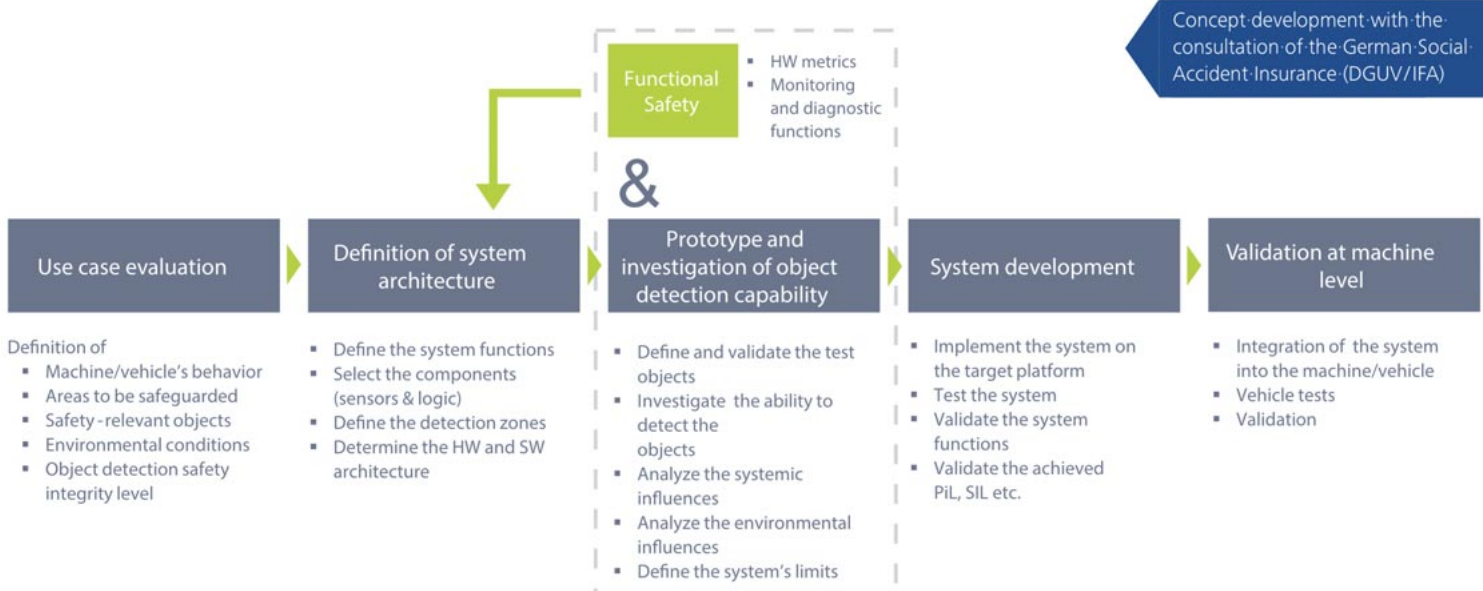 Concept·development·with·the·
consultation·of·the·German·Social·
Accident·Insurance·(DGUV/IFA)
Functional
Safety
▪ HW metrics
▪ Monitoring
and diagnostic
functions
&
Use case evaluation
Definition of
▪ Machine/vehicle's behavior
▪ Areas to be safeguarded
▪ Safety-relevant objects
▪ Environmental conditions
▪ Object detection safety
integrity level
Definition of system
architecture
▪ Define the system functions
▪ Select the components
(sensors & logic)
▪ Define the detection zones
▪ Determine the HW and SW
architecture
Prototype and
investigation of object
detection capability
▪ Define and validate the test
objects
▪ Investigate the ability to
detect the
objects
▪ Analyze the systemic
influences
▪ Analyze the environmental
influences
▪ Define the system's limits
System development
▪ Implement the system on
the target platform
▪ Test the system
▪ Validate the system
functions
▪ Validate the achieved
PiL, SIL etc.
Validation at machine
level
▪ Integration of the system
into the machine/vehicle
▪ Vehicle tests
▪ Validation